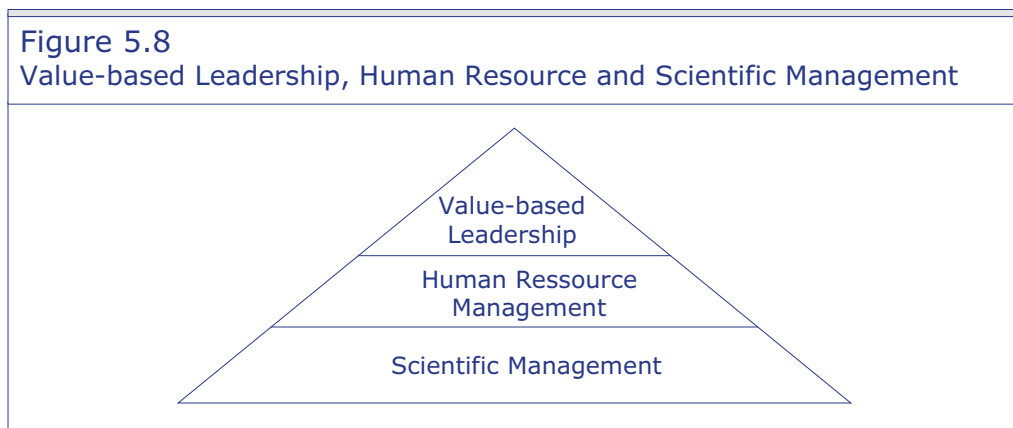 Figure 5.8
Value-based Leadership, Human Resource and Scientific Management
Value-based
Leadership
Human Ressource
Management
Scientific Management